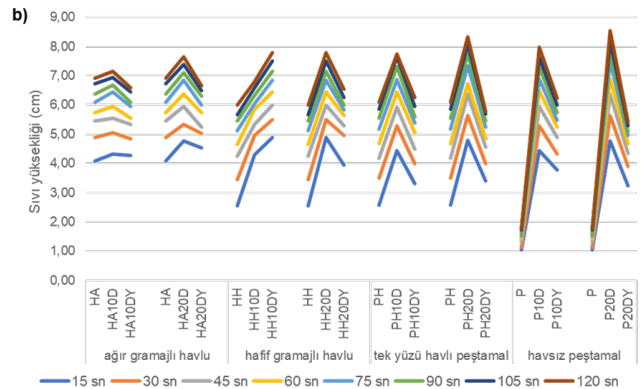 b)
9,00
8,00
7,00
6,00
5,00
4,00
3,00
2,00
1,00
0,00
Sıvı yüksekliği (cm)
HA
HA10D
HA10DY
HA
HA20D
HA20DY
HH
HH10D
HH10DY
HH
HH20D
HH20DY
PH
PH10D
PH10DY
PH
PH20D
PH20DY
P
P10D
P10DY
P
P20D
P20DY
ağır gramajlı havlu hafif gramajlı havlu tek yüzü havlı peştamal havsız peştamal
15 sn 30 sn 45 sn 60 sn 75 sn 90 sn 105 sn 120 sn